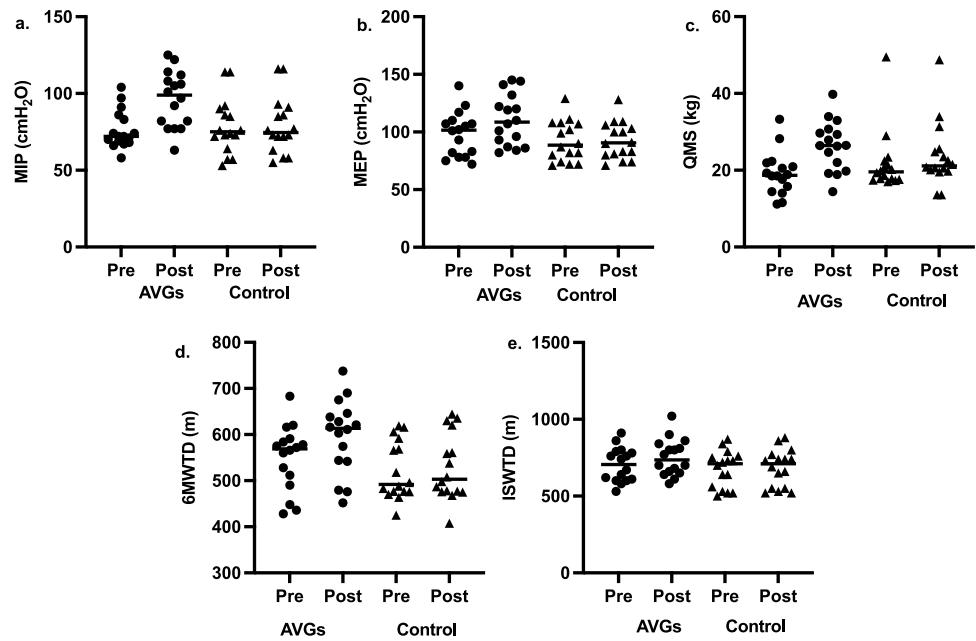 a.
MIP (cmH2O)
150
100
50
0
Pre Post Pre Post
AVGs Control
b.
MEP (cmH2O)
200
150
100
50
0
Pre Post Pre Post
AVGs Control
c.
QMS (kg)
60
40
20
0
Pre Post Pre Post
AVGs Control
d.
6MWTD (m)
800
700
600
500
400
300
Pre Post Pre Post
AVGs Control
e.
ISWTD (m)
1500
1000
500
0
Pre Post Pre Post
AVGs Control